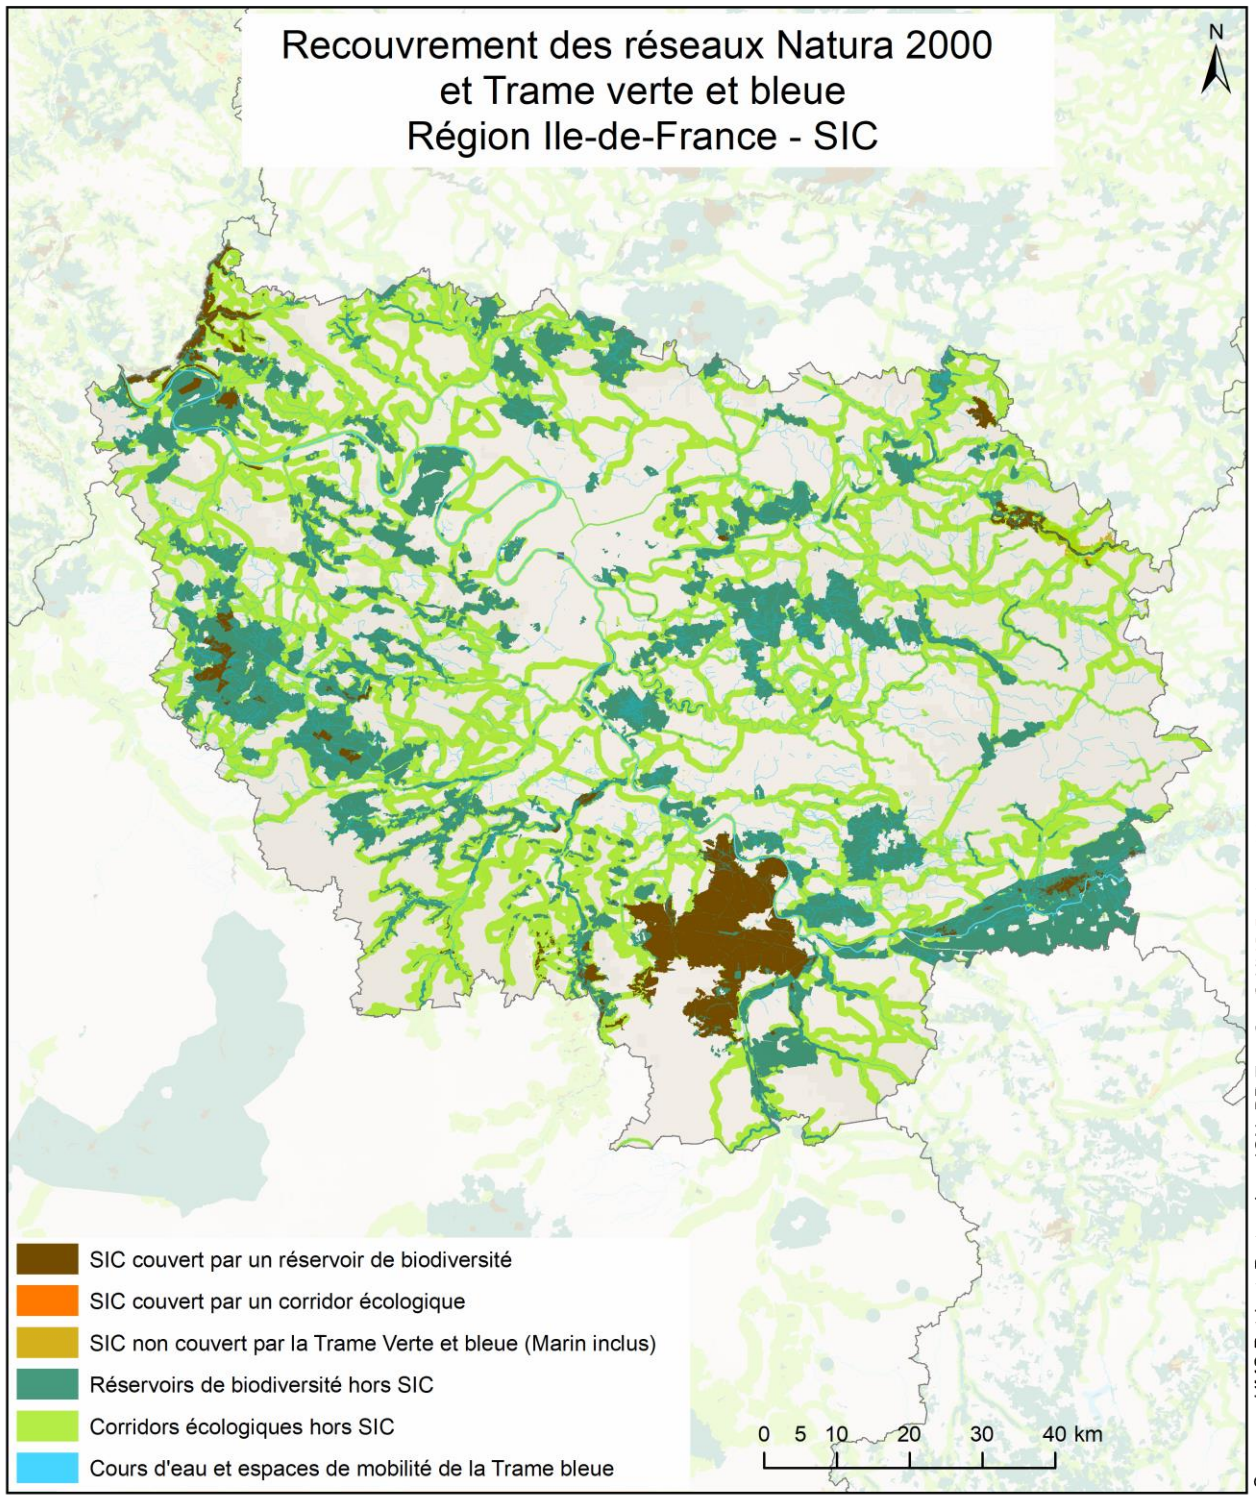 Recouvrement des réseaux Natura 2000
et Trame verte et bleue
Région Ile-de-France - SIC
N
SIC couvert par un réservoir de biodiversité
SIC couvert par un corridor écologique
SIC non couvert par la Trame Verte et bleue (Marin inclus)
Réservoirs de biodiversité hors SIC
Corridors écologiques hors SIC
Cours d'eau et espaces de mobilité de la Trame bleue
0 5 10 20 30 40 km